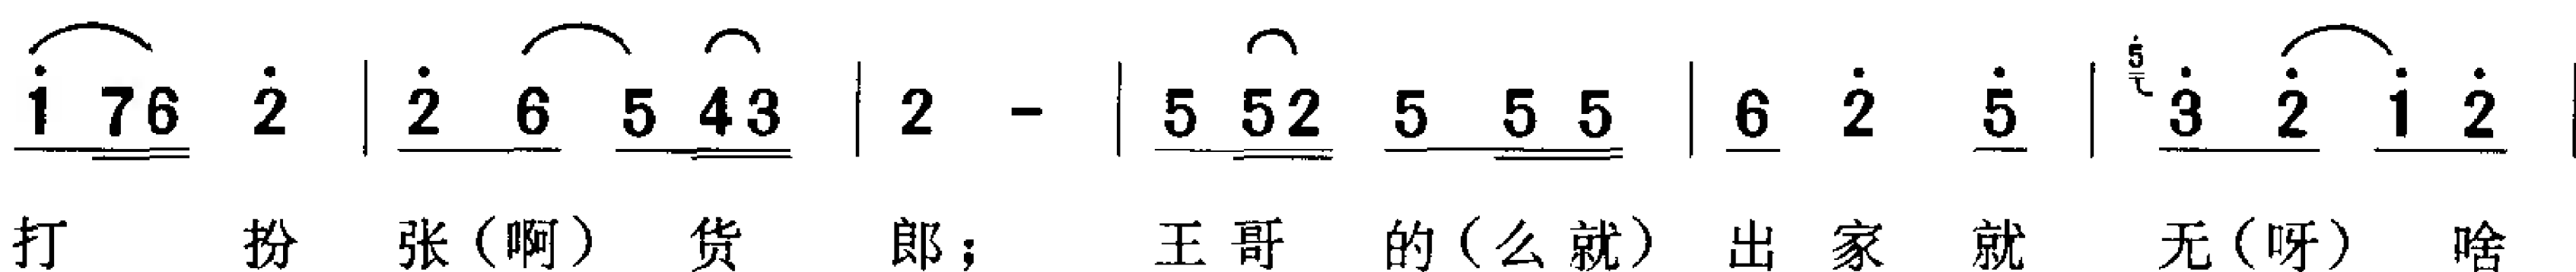 i 76 2̇ | 2̇ 6 5 43 | 2 - | 5 52 5 5 5 | 6 2̇ 5̇ | 5̇ 3̇ 2̇ 1̇ 2̇ |
打 扮 张（啊） 货 郎； 王 哥 的（么 就） 出 家 就 无（呀） 啥